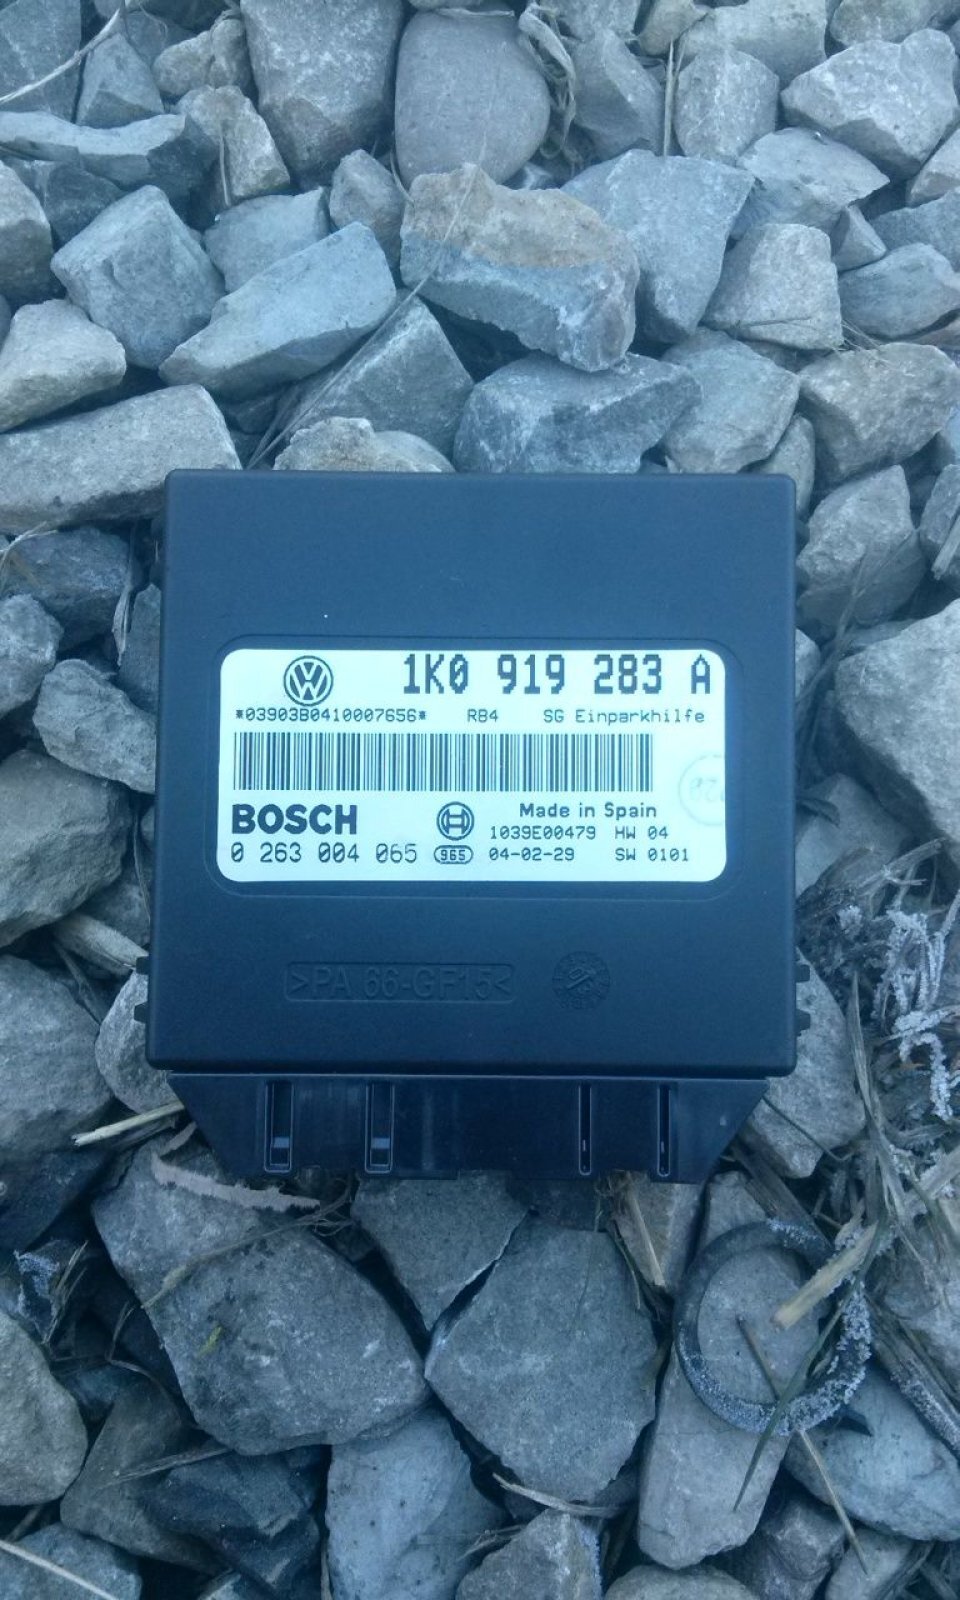 1K0 919 283 A
*03903B0410007656* RB4 SG Einparkhilfe
BOSCH
Made in Spain
1039E00479 HW 04
0 263 004 065 965 04-02-29 SW 0101
>PA 66-GF15<